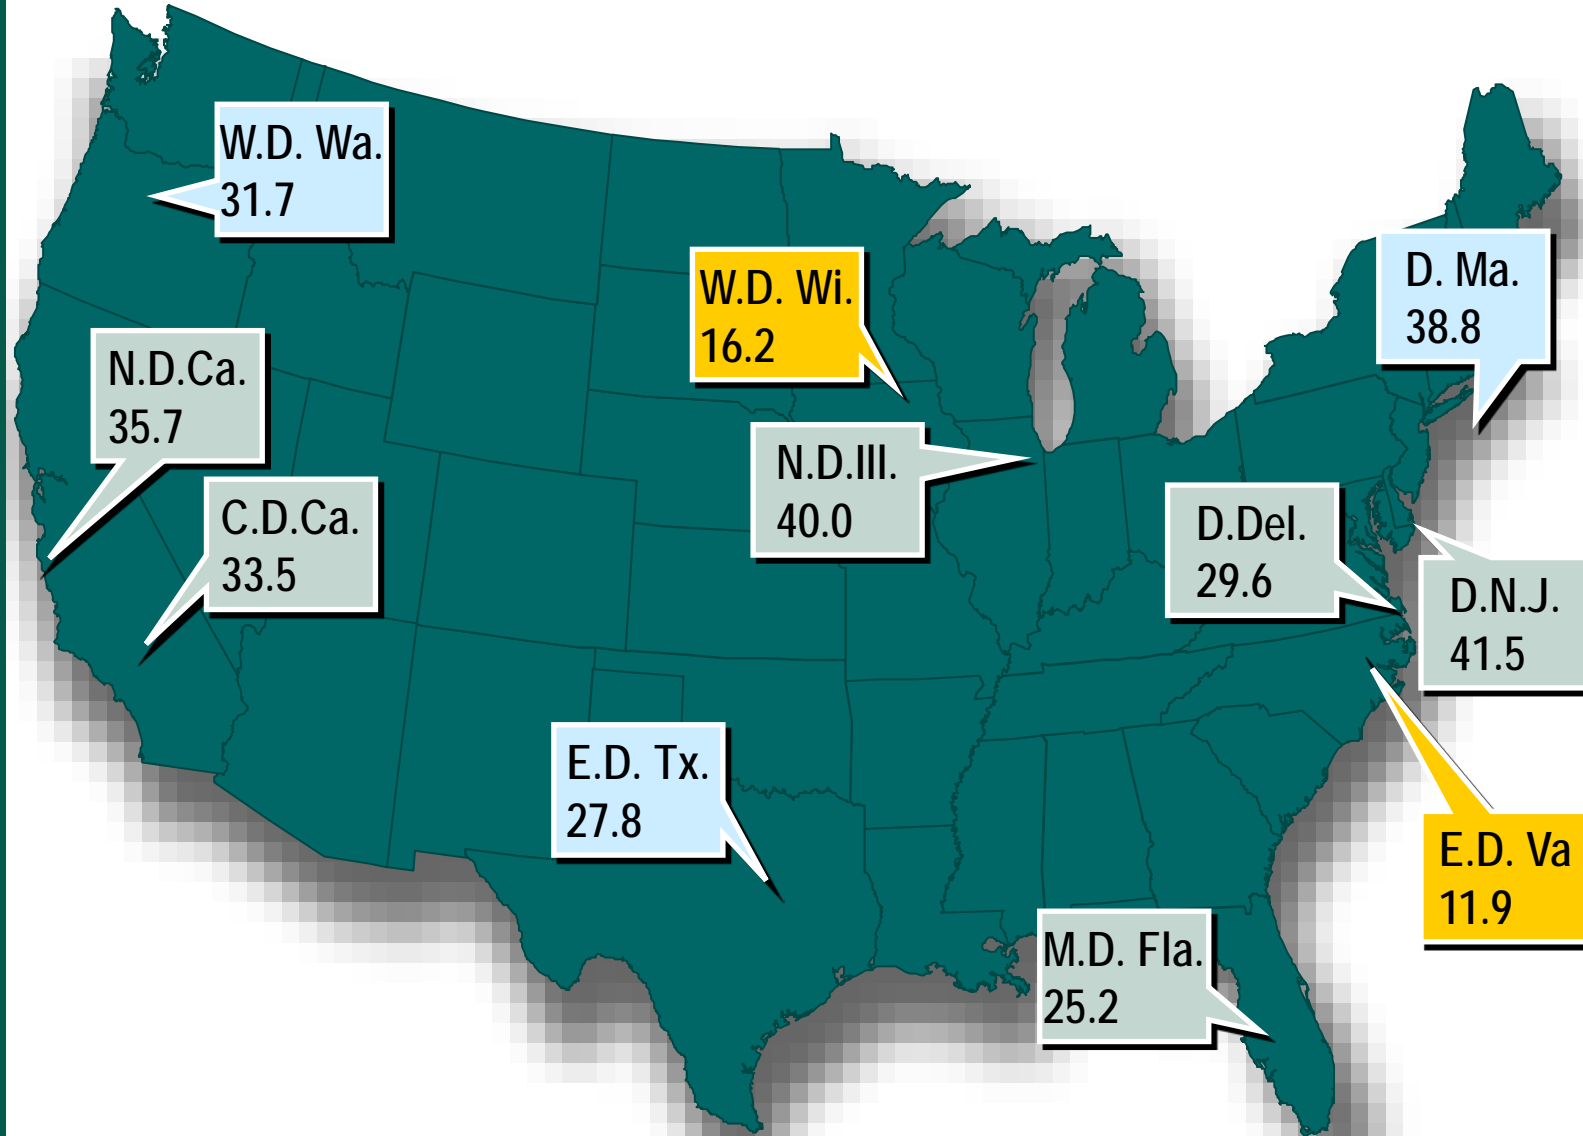 W.D. Wa.
31.7
W.D. Wi.
16.2
D. Ma.
38.8
N.D.Ca.
35.7
N.D.Ill.
40.0
C.D.Ca.
33.5
D.Del.
29.6
D.N.J.
41.5
E.D. Tx.
27.8
E.D. Va
11.9
M.D. Fla.
25.2